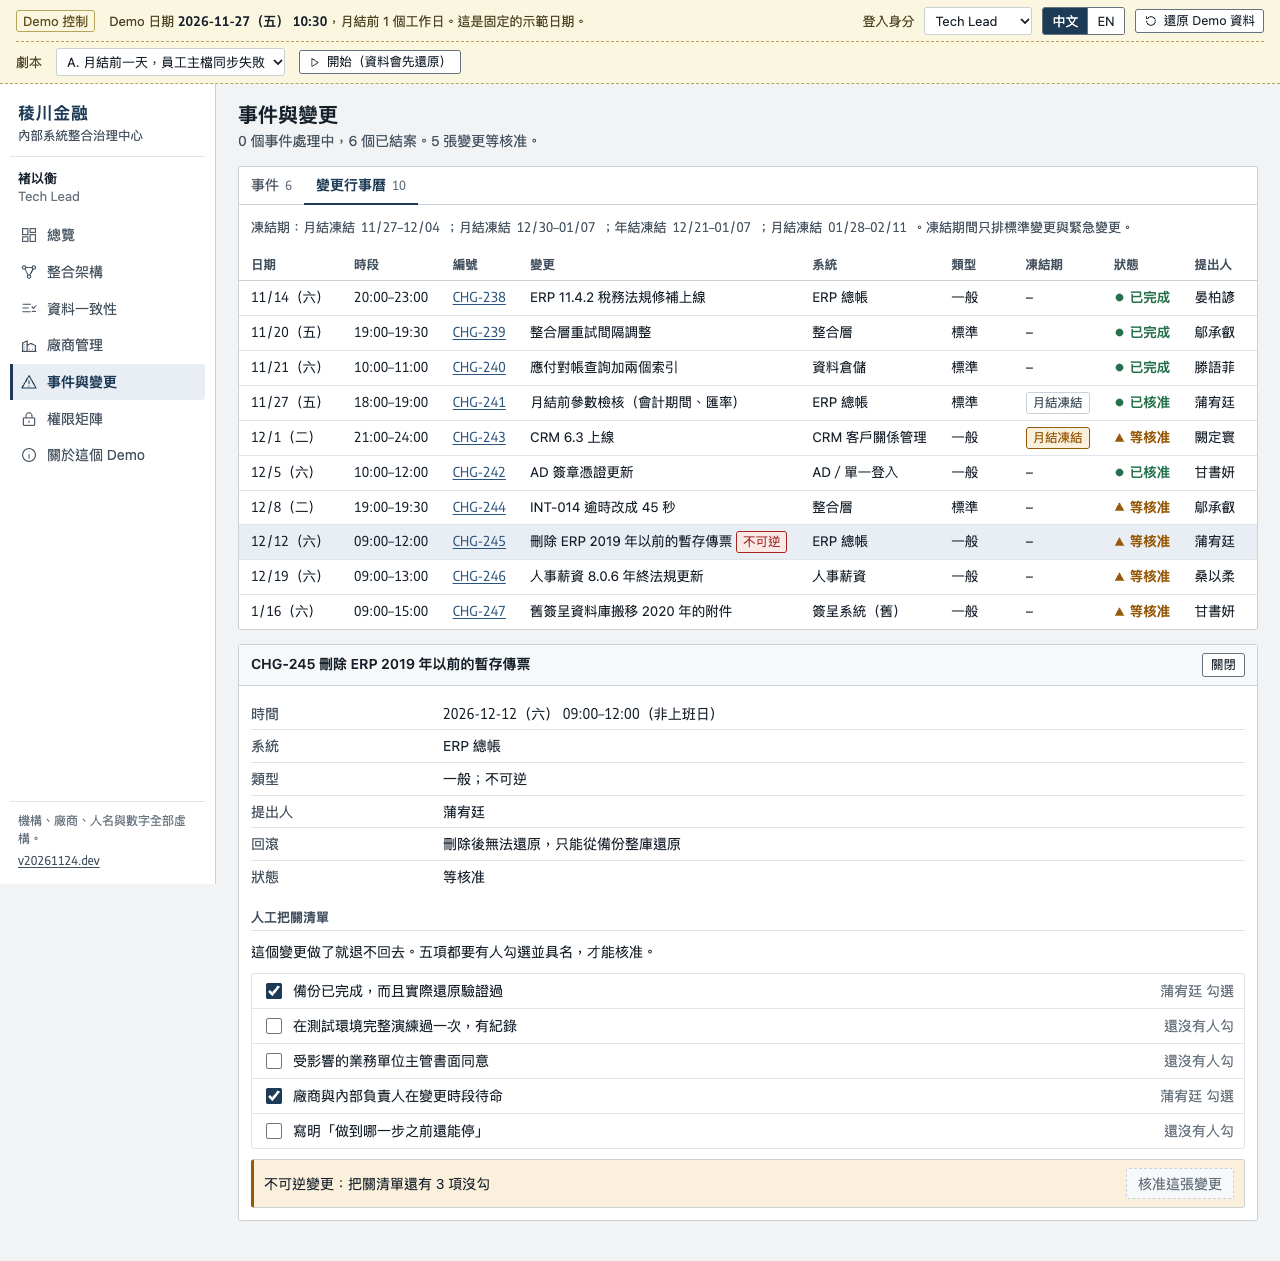 Demo 控制 Demo 日期 2026-11-27（五） 10:30，月結前 1 個工作日。這是固定的示範日期。 登入身分 Tech Lead 中文 EN 還原 Demo 資料
劇本 A. 月結前一天，員工主檔同步失敗 開始（資料會先還原）
稜川金融
內部系統整合治理中心
褚以衡
Tech Lead
總覽
整合架構
資料一致性
廠商管理
事件與變更
權限矩陣
關於這個 Demo
機構、廠商、人名與數字全部虛
構。
v20261124.dev
事件與變更
0 個事件處理中，6 個已結案。5 張變更等核准。
事件 6 變更行事曆 10
凍結期：月結凍結 11/27–12/04 ；月結凍結 12/30–01/07 ；年結凍結 12/21–01/07 ；月結凍結 01/28–02/11 。凍結期間只排標準變更與緊急變更。
日期 時段 編號 變更 系統 類型 凍結期 狀態 提出人
11/14（六） 20:00–23:00 CHG-238 ERP 11.4.2 稅務法規修補上線 ERP 總帳 一般 – ● 已完成 晏柏諺
11/20（五） 19:00–19:30 CHG-239 整合層重試間隔調整 整合層 標準 – ● 已完成 鄔承叡
11/21（六） 10:00–11:00 CHG-240 應付對帳查詢加兩個索引 資料倉儲 標準 – ● 已完成 滕語菲
11/27（五） 18:00–19:00 CHG-241 月結前參數檢核（會計期間、匯率） ERP 總帳 標準 月結凍結 ● 已核准 蒲宥廷
12/1（二） 21:00–24:00 CHG-243 CRM 6.3 上線 CRM 客戶關係管理 一般 月結凍結 ▲ 等核准 闕定寰
12/5（六） 10:00–12:00 CHG-242 AD 簽章憑證更新 AD / 單一登入 一般 – ● 已核准 甘書妍
12/8（二） 19:00–19:30 CHG-244 INT-014 逾時改成 45 秒 整合層 標準 – ▲ 等核准 鄔承叡
12/12（六） 09:00–12:00 CHG-245 刪除 ERP 2019 年以前的暫存傳票 不可逆 ERP 總帳 一般 – ▲ 等核准 蒲宥廷
12/19（六） 09:00–13:00 CHG-246 人事薪資 8.0.6 年終法規更新 人事薪資 一般 – ▲ 等核准 桑以柔
1/16（六） 09:00–15:00 CHG-247 舊簽呈資料庫搬移 2020 年的附件 簽呈系統（舊） 一般 – ▲ 等核准 甘書妍
CHG-245 刪除 ERP 2019 年以前的暫存傳票 關閉
時間 2026-12-12（六） 09:00–12:00（非上班日）
系統 ERP 總帳
類型 一般；不可逆
提出人 蒲宥廷
回滾 刪除後無法還原，只能從備份整庫還原
狀態 等核准
人工把關清單
這個變更做了就退不回去。五項都要有人勾選並具名，才能核准。
備份已完成，而且實際還原驗證過 蒲宥廷 勾選
在測試環境完整演練過一次，有紀錄 還沒有人勾
受影響的業務單位主管書面同意 還沒有人勾
廠商與內部負責人在變更時段待命 蒲宥廷 勾選
寫明「做到哪一步之前還能停」 還沒有人勾
不可逆變更：把關清單還有 3 項沒勾 核准這張變更